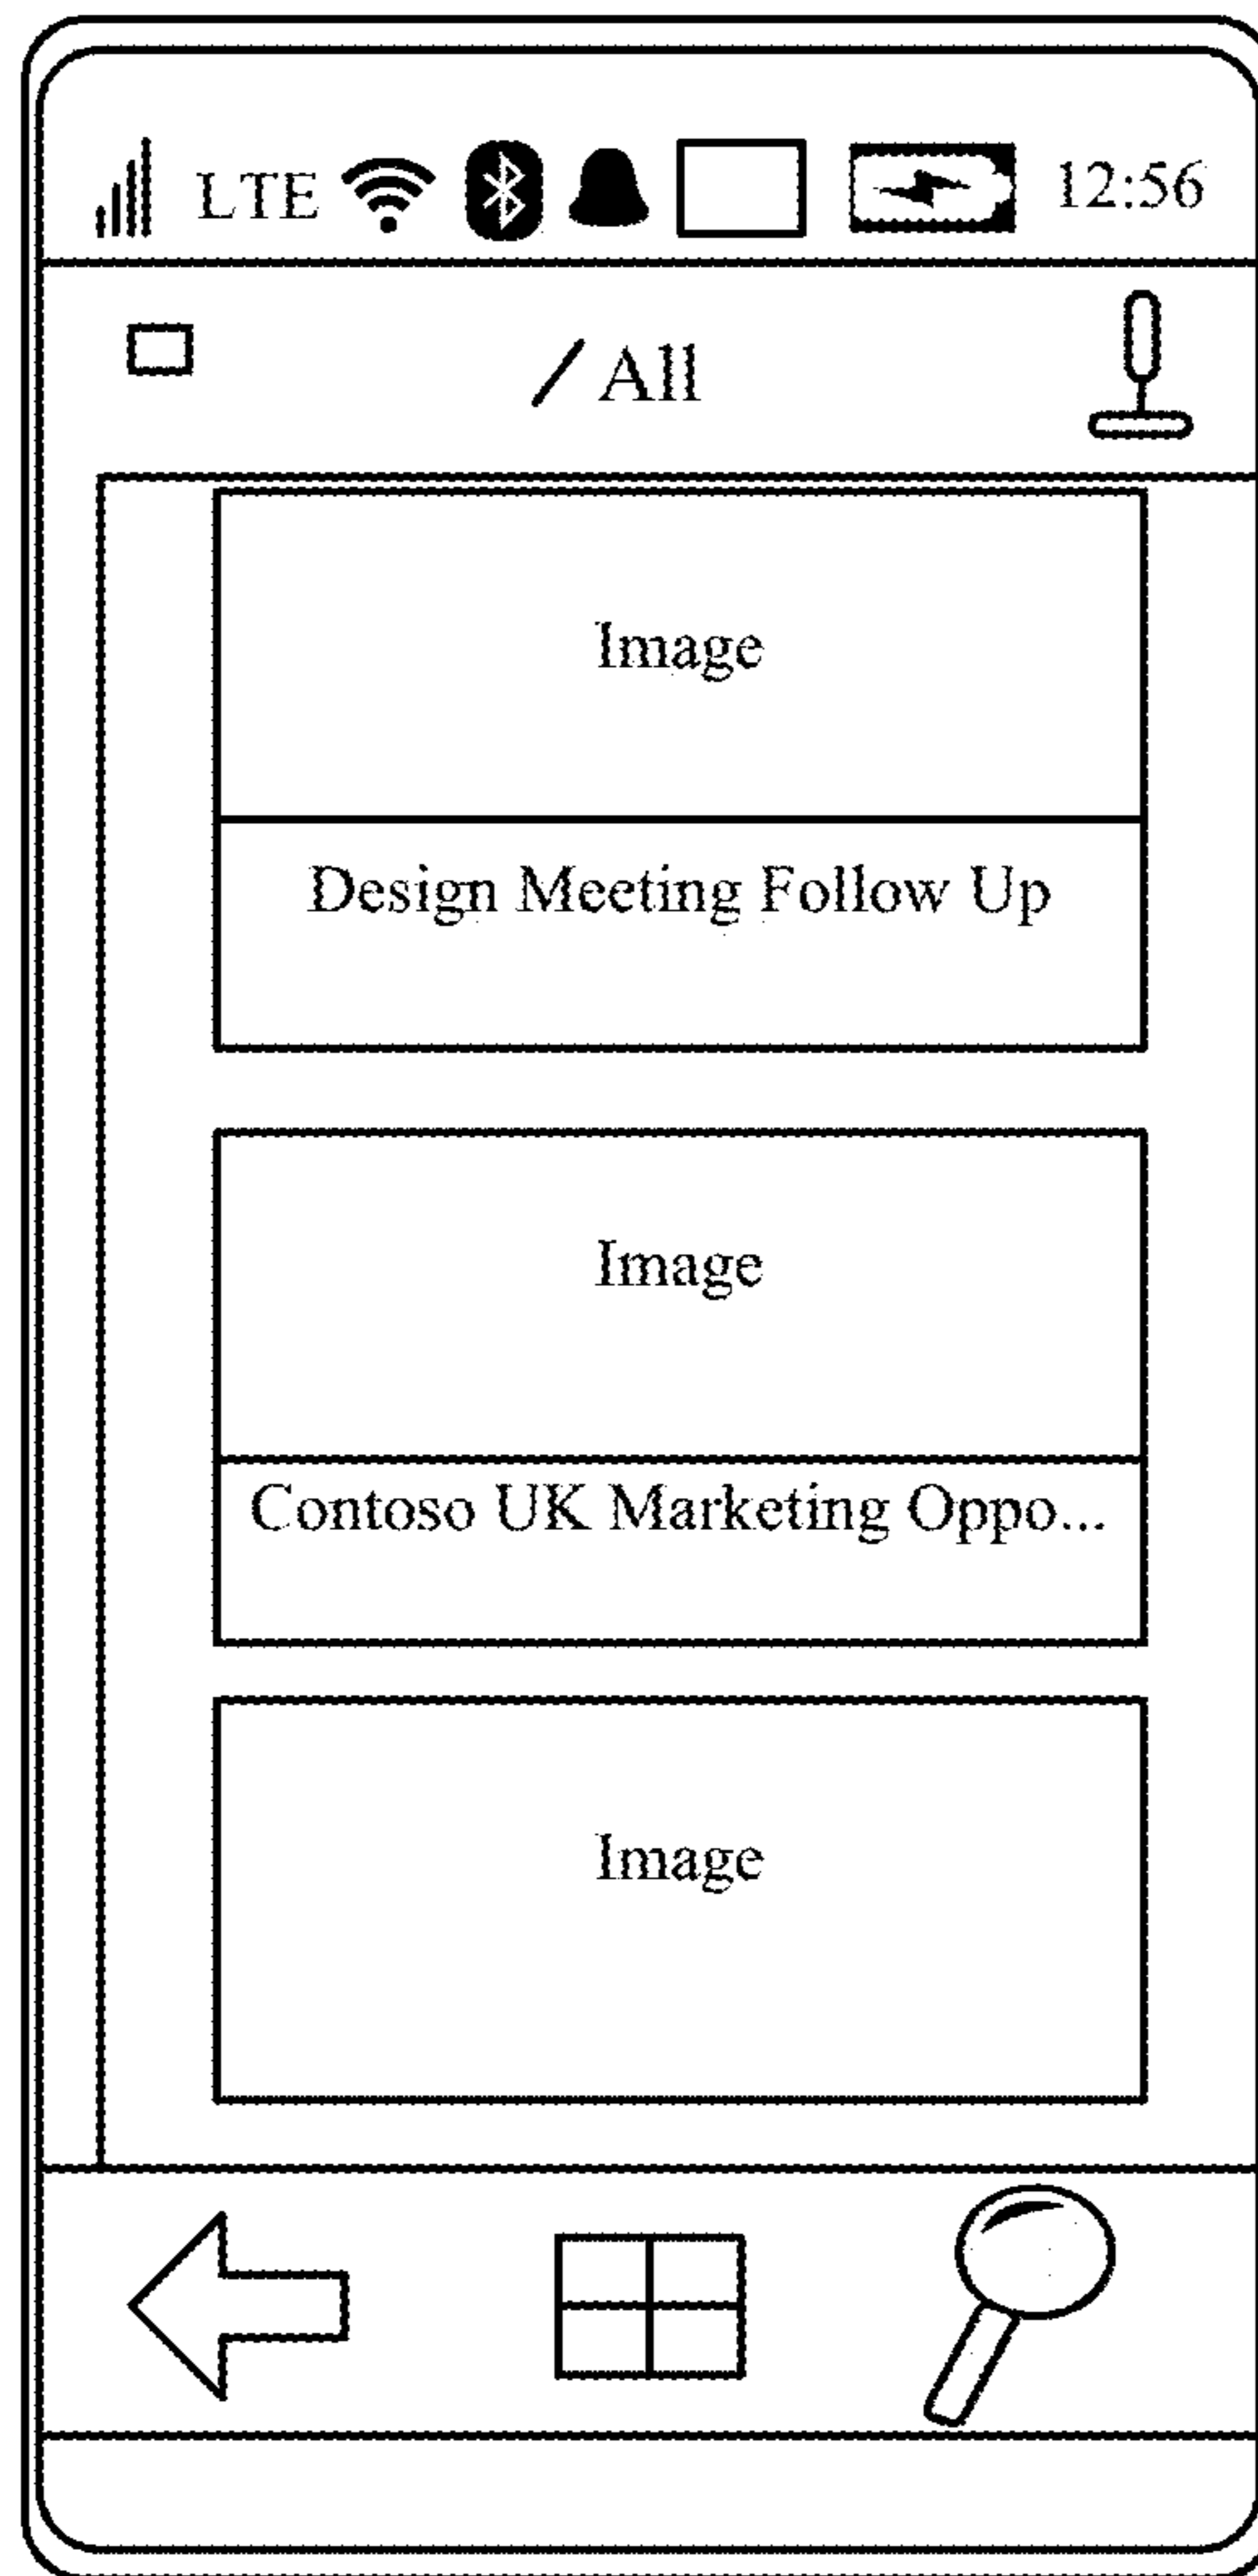 LTE 12:56
/ All
Image
Design Meeting Follow Up
Image
Contoso UK Marketing Oppo...
Image